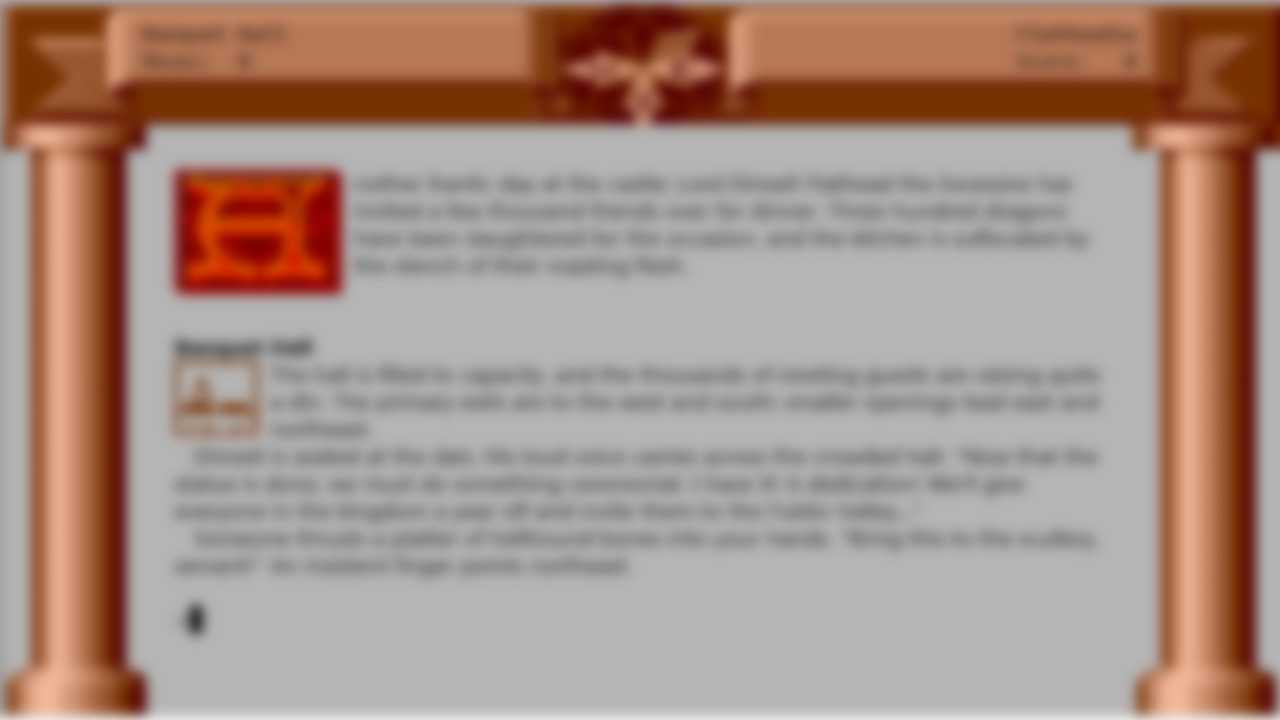 Banquet Hall
Moves: 0
Score: 0
nother frantic day at the castle. Lord Dimwit Flathead the Excessive has
invited a few thousand friends over for dinner. Three hundred dragons
have been slaughtered for the occasion, and the kitchen is suffocated by
the stench of their roasting flesh.
Banquet Hall
The hall is filled to capacity, and the thousands of reveling guests are raising quite
a din. The primary exits are to the west and south; smaller openings lead east and
northeast.
Dimwit is seated at the dais. His loud voice carries across the crowded hall. "Now that the
statue is done, we must do something ceremonial. I have it! A dedication! We'll give
everyone in the kingdom a year off and invite them to the Fublio Valley..."
Someone thrusts a platter of hellhound bones into your hands. "Bring this to the scullery,
servant!" An insistent finger points northeast.